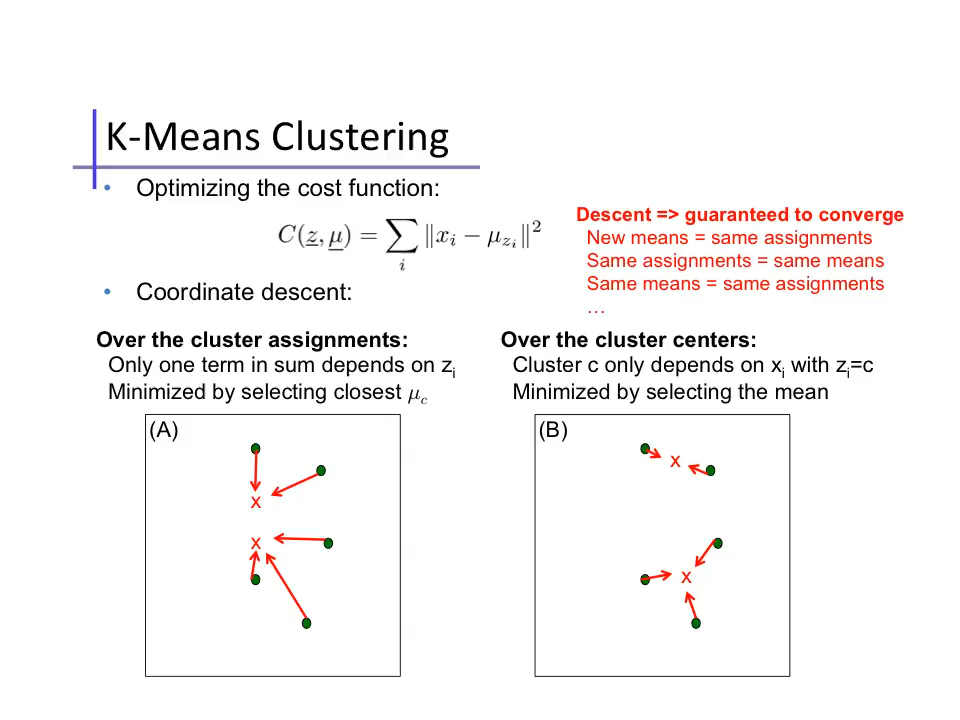 K-Means Clustering
• Optimizing the cost function:
C(z, μ) = ∑_i ‖x_i − μ_{z_i}‖²
Descent => guaranteed to converge
New means = same assignments
Same assignments = same means
Same means = same assignments
…
• Coordinate descent:
Over the cluster assignments:
Only one term in sum depends on z_i
Minimized by selecting closest μ_c
Over the cluster centers:
Cluster c only depends on x_i with z_i=c
Minimized by selecting the mean
(A)
x
x
(B)
x
x